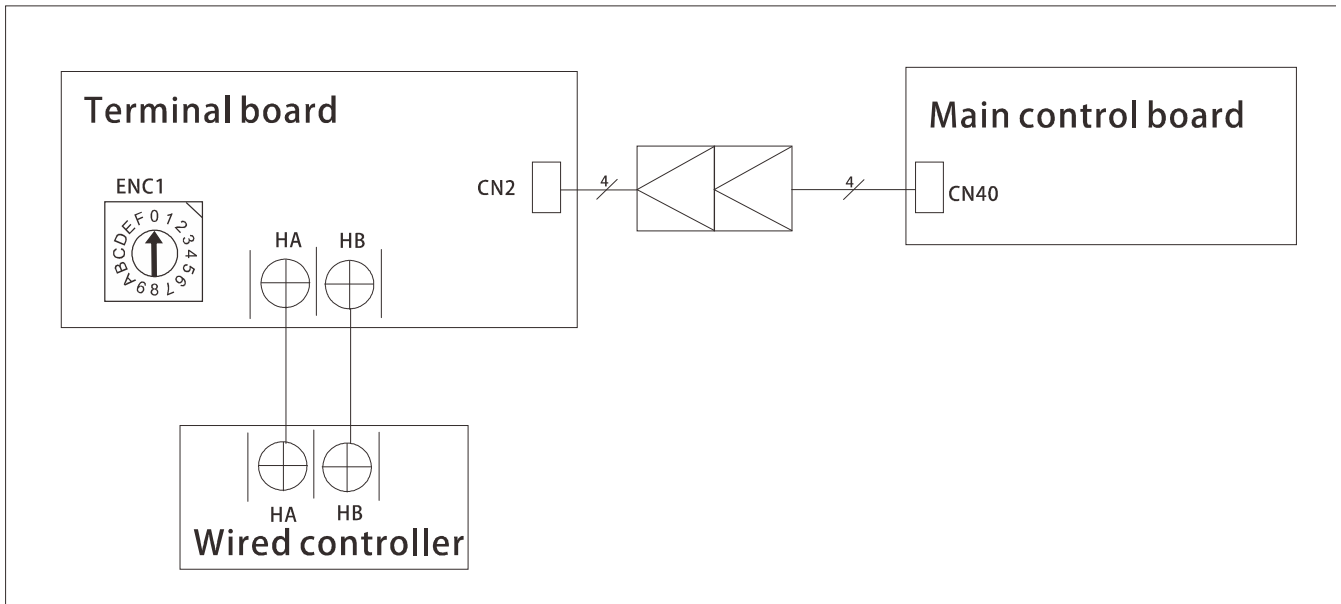 Terminal board
Main control board
ENC1
0 1 2 3 4 5 6 7 8 9 A B C D E F
CN2
4
4
CN40
HA HB
HA HB
Wired controller